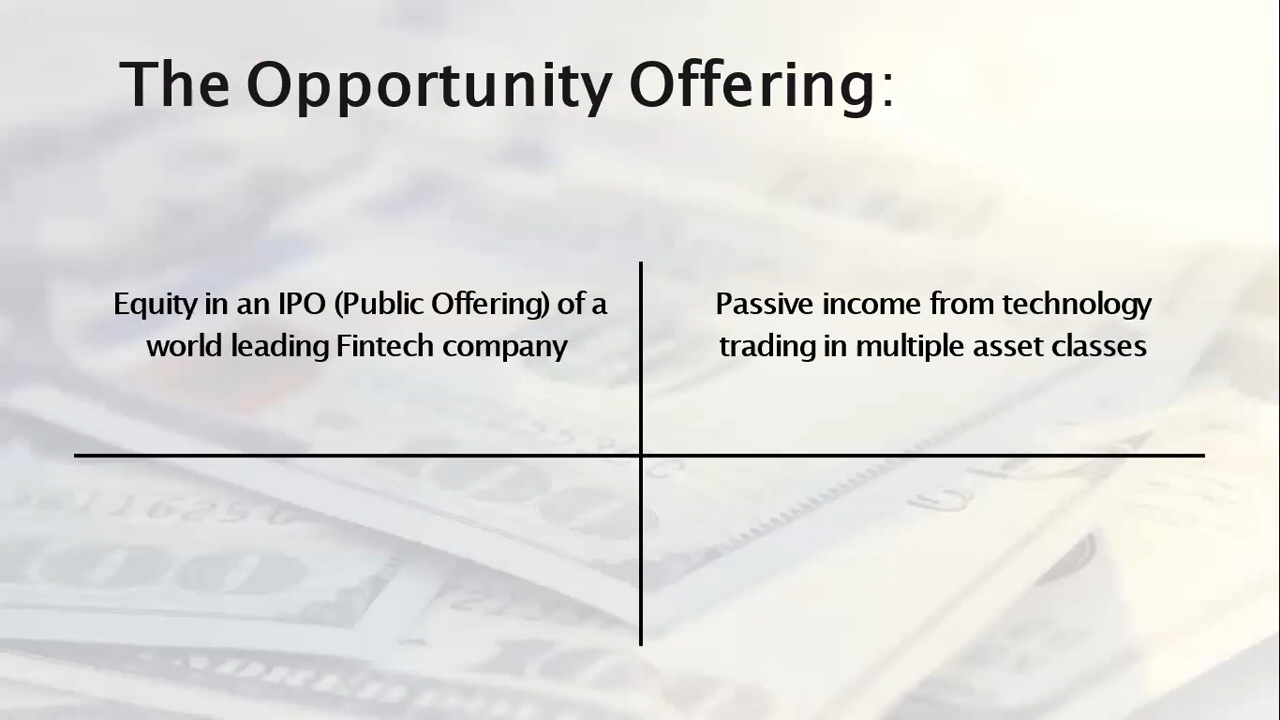 The Opportunity Offering:
Equity in an IPO (Public Offering) of a
world leading Fintech company
Passive income from technology
trading in multiple asset classes